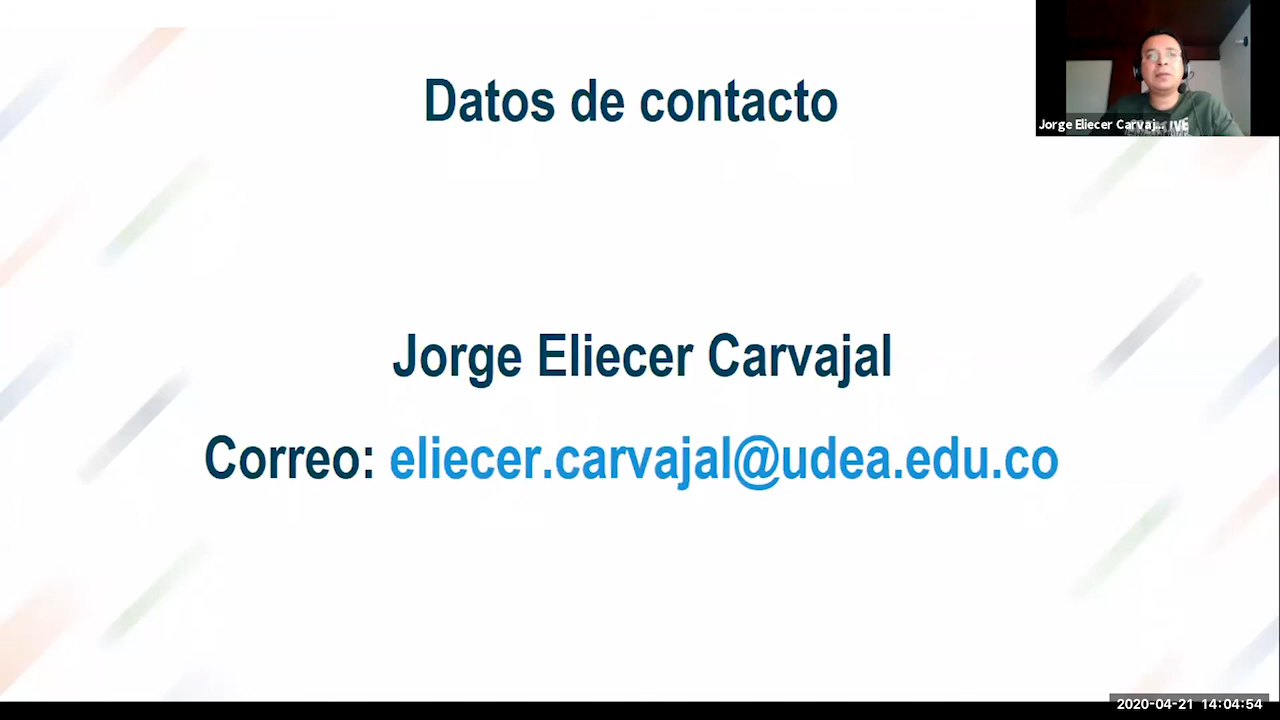 Datos de contacto
Jorge Eliecer Carvaj...
IVE
Jorge Eliecer Carvajal
Correo: eliecer.carvajal@udea.edu.co
2020-04-21 14:04:54